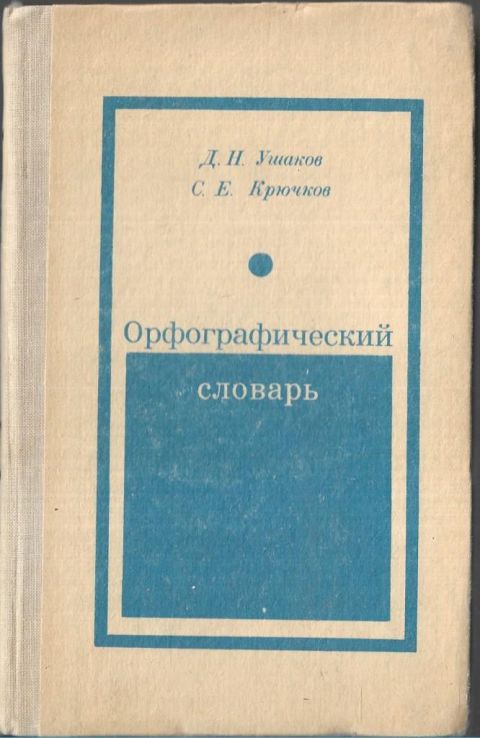 Д. Н. Ушаков
С. Е. Крючков
Орфографический
словарь